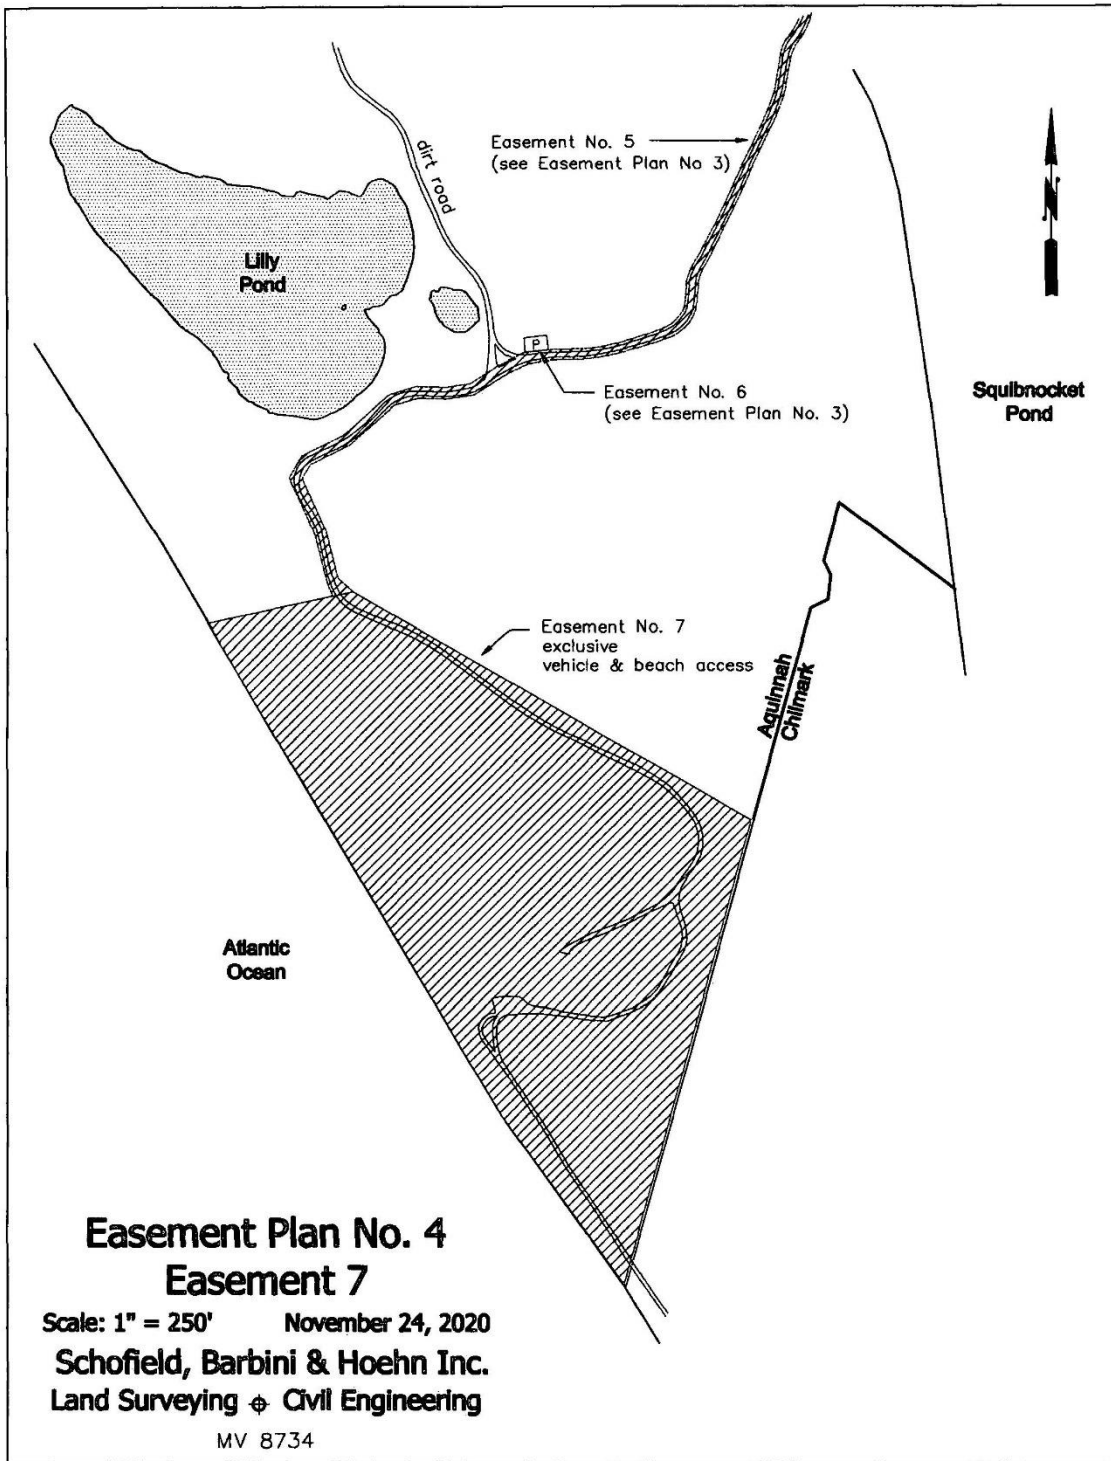 Easement No. 5
(see Easement Plan No 3)
dirt road
N
Lilly
Pond
P
Easement No. 6
(see Easement Plan No. 3)
Squibnocket
Pond
Easement No. 7
exclusive
vehicle & beach access
Aquinnah
Chilmark
Atlantic
Ocean
Easement Plan No. 4
Easement 7
Scale: 1" = 250' November 24, 2020
Schofield, Barbini & Hoehn Inc.
Land Surveying Civil Engineering
MV 8734